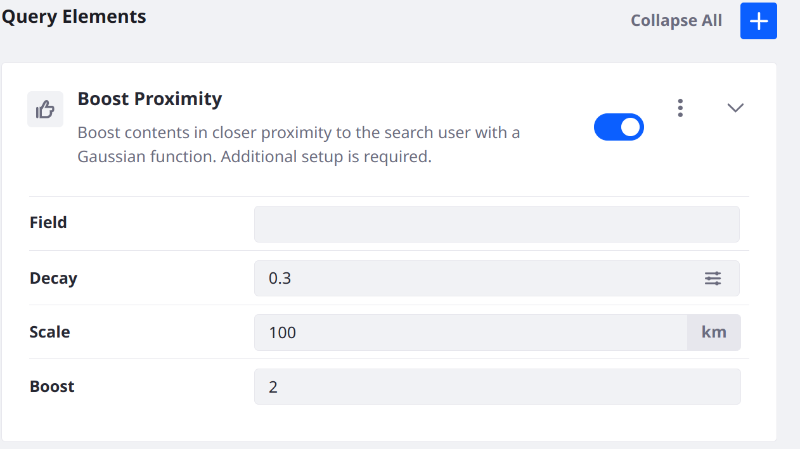 Query Elements
Collapse All
Boost Proximity
Boost contents in closer proximity to the search user with a
Gaussian function. Additional setup is required.
Field
Decay 0.3
Scale 100 km
Boost 2